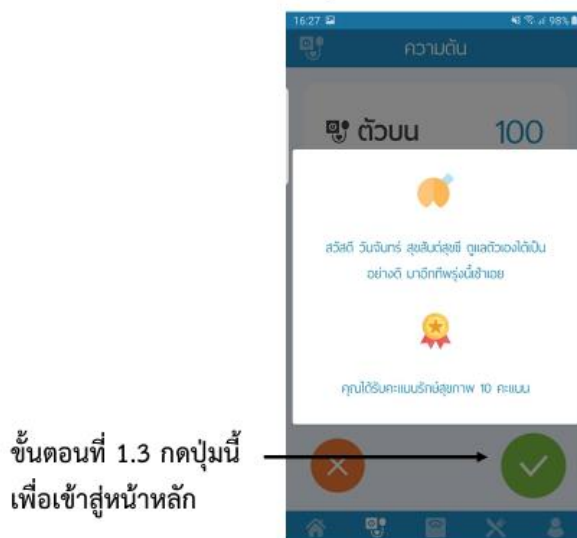 16:27
98%
ความดัน
ตัวบน 100
สวัสดี วันจันทร์ สุขสันต์สุขขี ดูแลตัวเองได้เป็น
อย่างดี มาอีกทีพรุ่งนี้เช้าเอย
คุณได้รับคะแนนรักษ์สุขภาพ 10 คะแนน
ขั้นตอนที่ 1.3 กดปุ่มนี้
เพื่อเข้าสู่หน้าหลัก